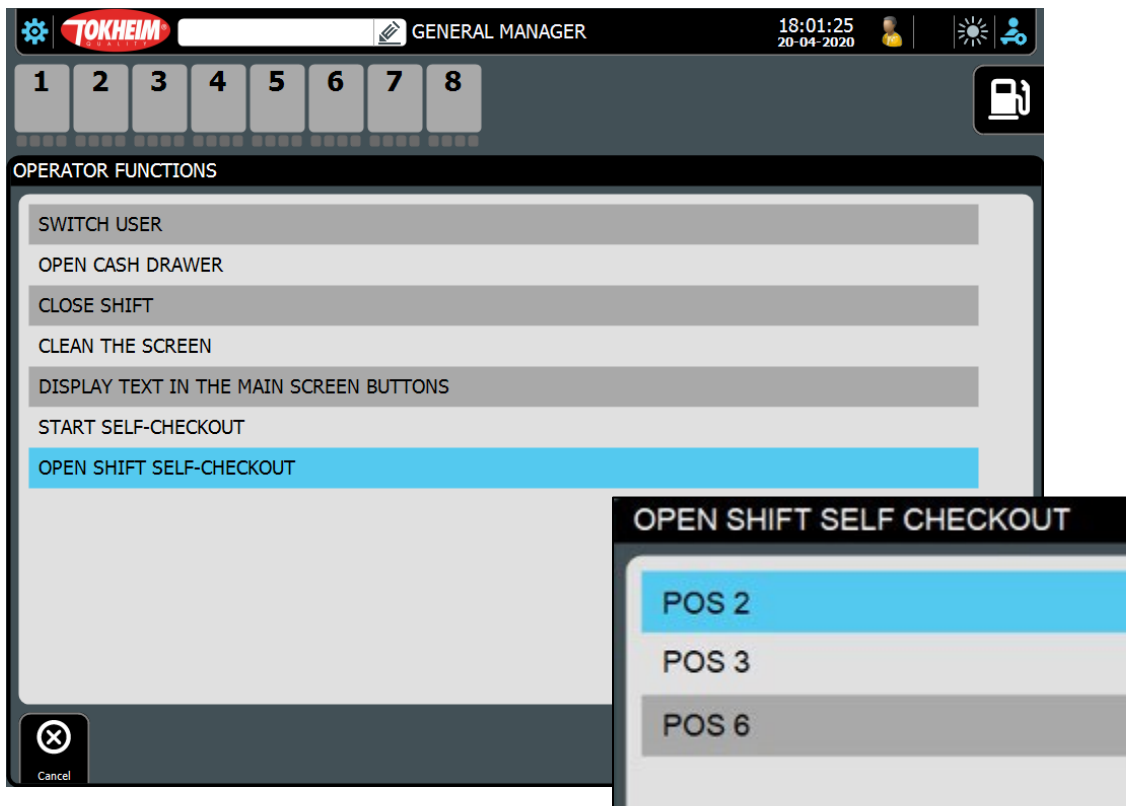 TOKHEIM
QUALITY
GENERAL MANAGER
18:01:25
20-04-2020
1 2 3 4 5 6 7 8
OPERATOR FUNCTIONS
SWITCH USER
OPEN CASH DRAWER
CLOSE SHIFT
CLEAN THE SCREEN
DISPLAY TEXT IN THE MAIN SCREEN BUTTONS
START SELF-CHECKOUT
OPEN SHIFT SELF-CHECKOUT
Cancel
OPEN SHIFT SELF CHECKOUT
POS 2
POS 3
POS 6